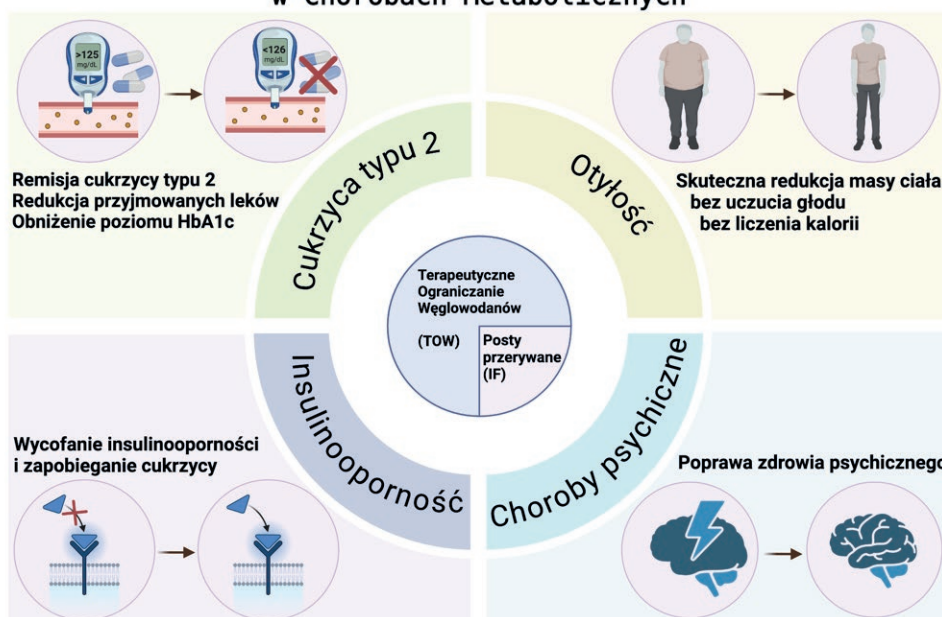 w chorobach metabolicznych
>125
mg/dL
<126
mg/dL
Remisja cukrzycy typu 2
Redukcja przyjmowanych leków
Obniżenie poziomu HbA1c
Cukrzyca typu 2
Otyłość
Skuteczna redukcja masy ciała
bez uczucia głodu
bez liczenia kalorii
Terapeutyczne
Ograniczanie
Węglowodanów
(TOW)
Posty
przerywane
(IF)
Insulinooporność
Choroby psychiczne
Wycofanie insulinooporności
i zapobieganie cukrzycy
Poprawa zdrowia psychicznego